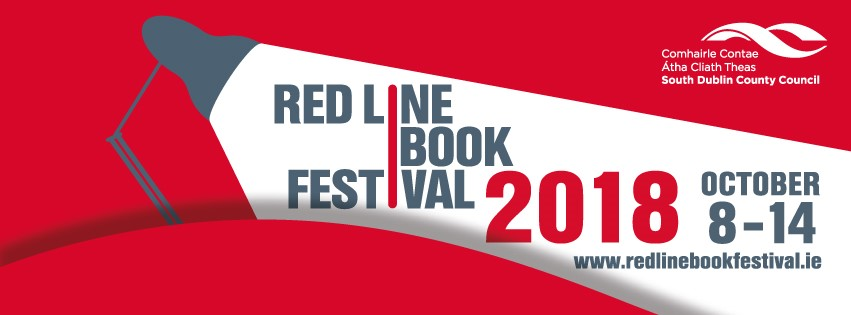 Comhairle Contae
Átha Cliath Theas
South Dublin County Council
RED LINE
BOOK
FESTIVAL
2018
OCTOBER
8-14
www.redlinebookfestival.ie